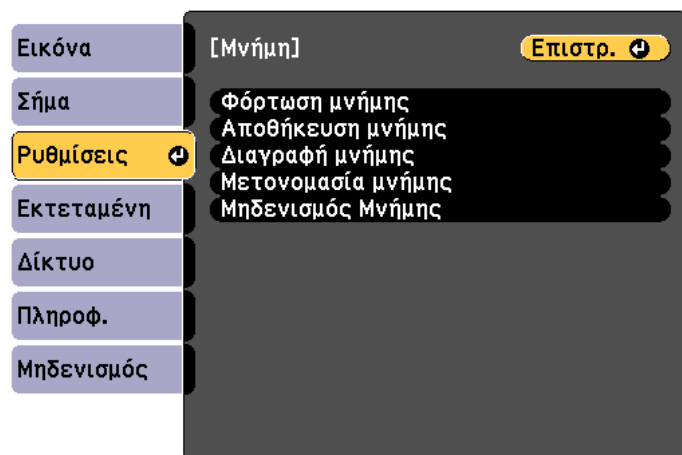 Εικόνα
Σήμα
Ρυθμίσεις
Εκτεταμένη
Δίκτυο
Πληροφ.
Μηδενισμός
[Μνήμη]
Επιστρ.
Φόρτωση μνήμης
Αποθήκευση μνήμης
Διαγραφή μνήμης
Μετονομασία μνήμης
Μηδενισμός Μνήμης